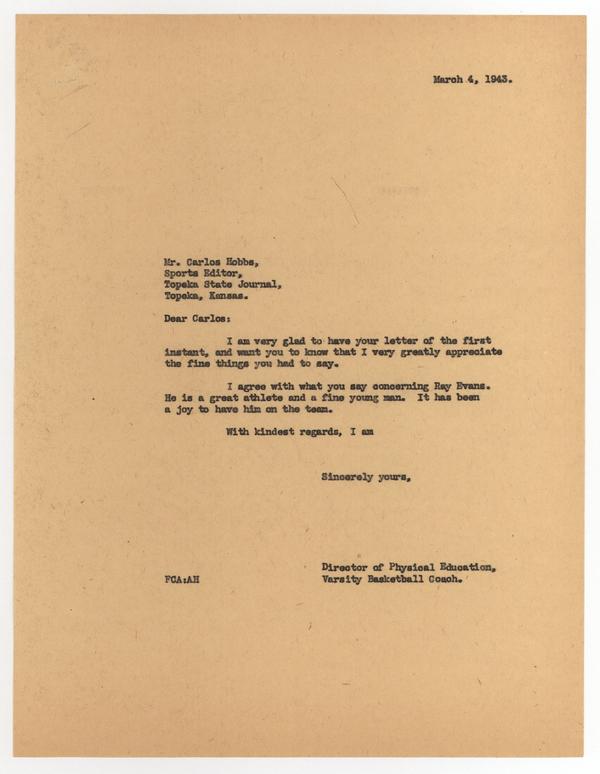 March 4, 1943.
Mr. Carlos Hobbs,
Sports Editor,
Topeka State Journal,
Topeka, Kansas.
Dear Carlos:
I am very glad to have your letter of the first
instant, and want you to know that I very greatly appreciate
the fine things you had to say.
I agree with what you say concerning Ray Evans.
He is a great athlete and a fine young man. It has been
a joy to have him on the team.
With kindest regards, I am
Sincerely yours,
Director of Physical Education,
FCA:AH Varsity Basketball Coach.